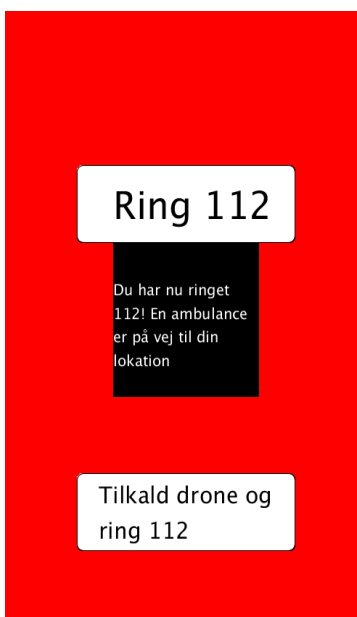 Ring 112
Du har nu ringet
112! En ambulance
er på vej til din
lokation
Tilkald drone og
ring 112